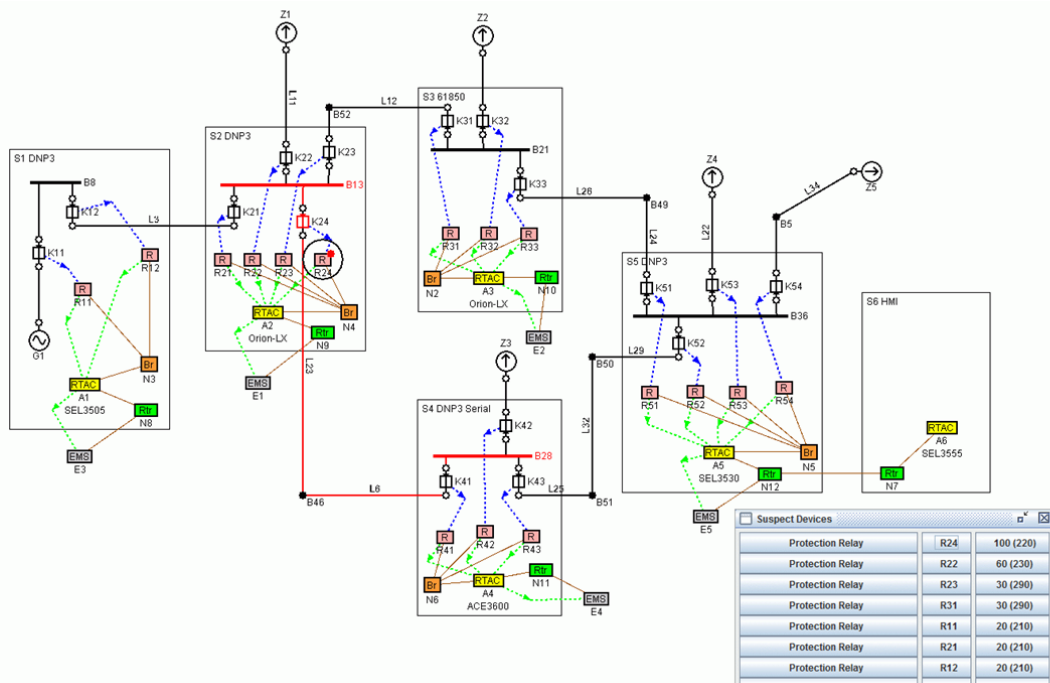 Z1
Z2
L11
L12
B52
S3 61850
K31
K32
S2 DNP3
K22
K23
B21
S1 DNP3
B8
B13
K33
Z4
L34
Z5
K12
L3
K21
K24
L26
B49
L22
B5
K11
R
R12
R
R11
R
R21
R
R22
R
R23
R
R24
R
R31
R
R32
R
R33
L24
S5 DNP3
K51
K53
K54
S6 HMI
Br
N2
RTAC
A3
Orion-LX
Rtr
N10
G1
RTAC
A2
Orion-LX
Br
N4
Rtr
N9
EMS
E2
B36
Br
N3
L23
Z3
B50
L29
K52
RTAC
A1
SEL3505
EMS
E1
R
R51
R
R52
R
R53
R
R54
Rtr
N8
S4 DNP3 Serial
K42
L32
EMS
E3
B28
RTAC
A5
SEL3530
Br
N5
RTAC
A6
SEL3555
K41
K43
Rtr
N12
Rtr
N7
B46
L6
L25
B51
EMS
E5
R
R41
R
R42
R
R43
Br
N6
RTAC
A4
ACE3600
Rtr
N11
EMS
E4
Suspect Devices
Protection Relay R24 100 (220)
Protection Relay R22 60 (230)
Protection Relay R23 30 (290)
Protection Relay R31 30 (290)
Protection Relay R11 20 (210)
Protection Relay R21 20 (210)
Protection Relay R12 20 (210)